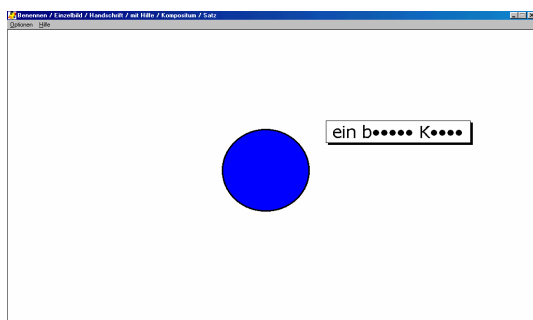 Benennen / Einzelbild / Handschrift / mit Hilfe / Kompositum / Satz
Optionen Hilfe
ein b●●●●● K●●●●